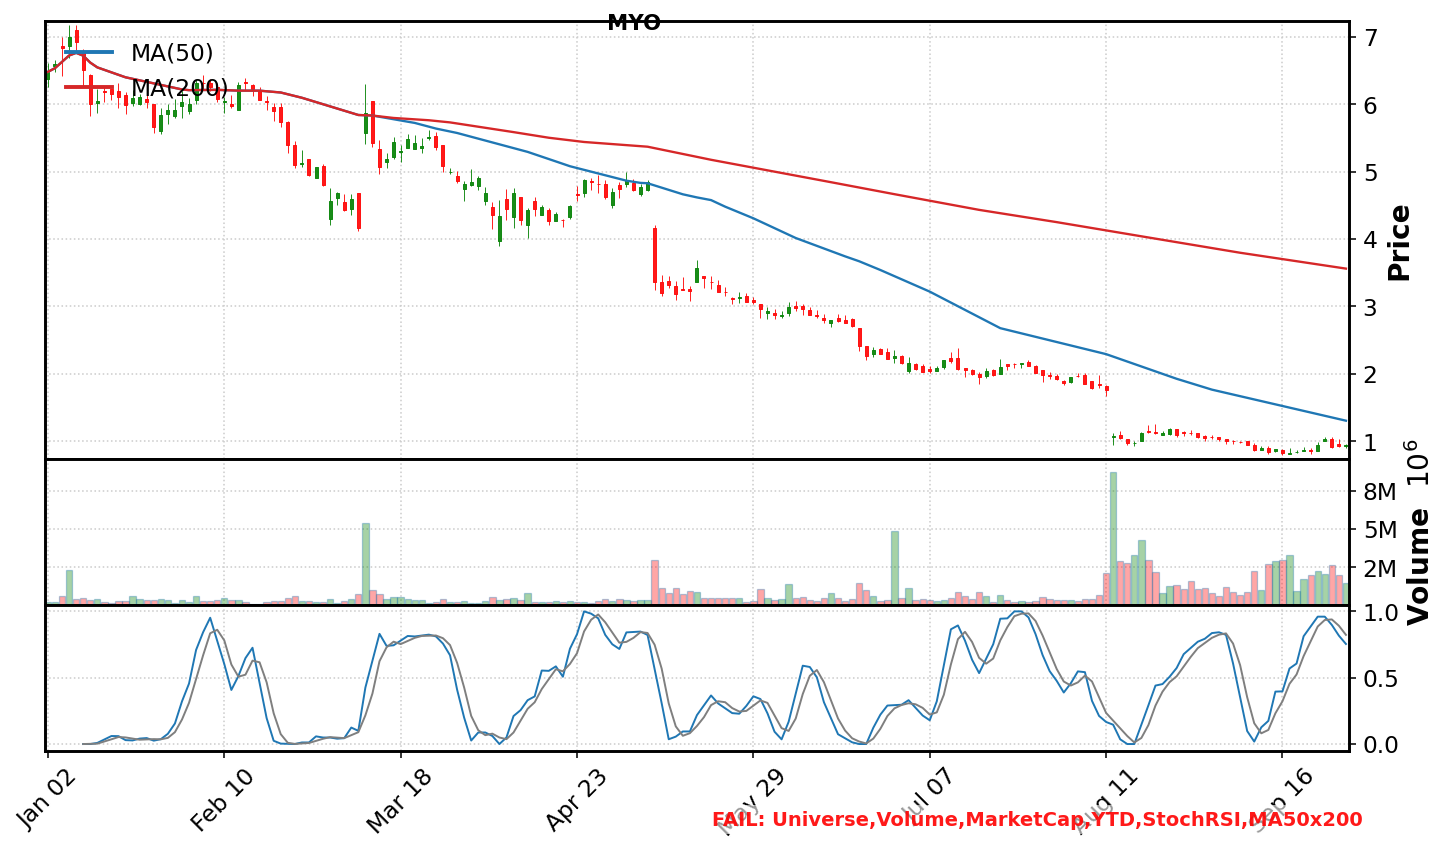 MYO
MA(50)
MA(200)
7
6
5
4
3
2
1
Price
8M
5M
2M
Volume 10^6
1.0
0.5
0.0
Jan 02
Feb 10
Mar 18
Apr 23
May 29
Jul 07
Aug 11
Sep 16
FAIL: Universe,Volume,MarketCap,YTD,StochRSI,MA50x200